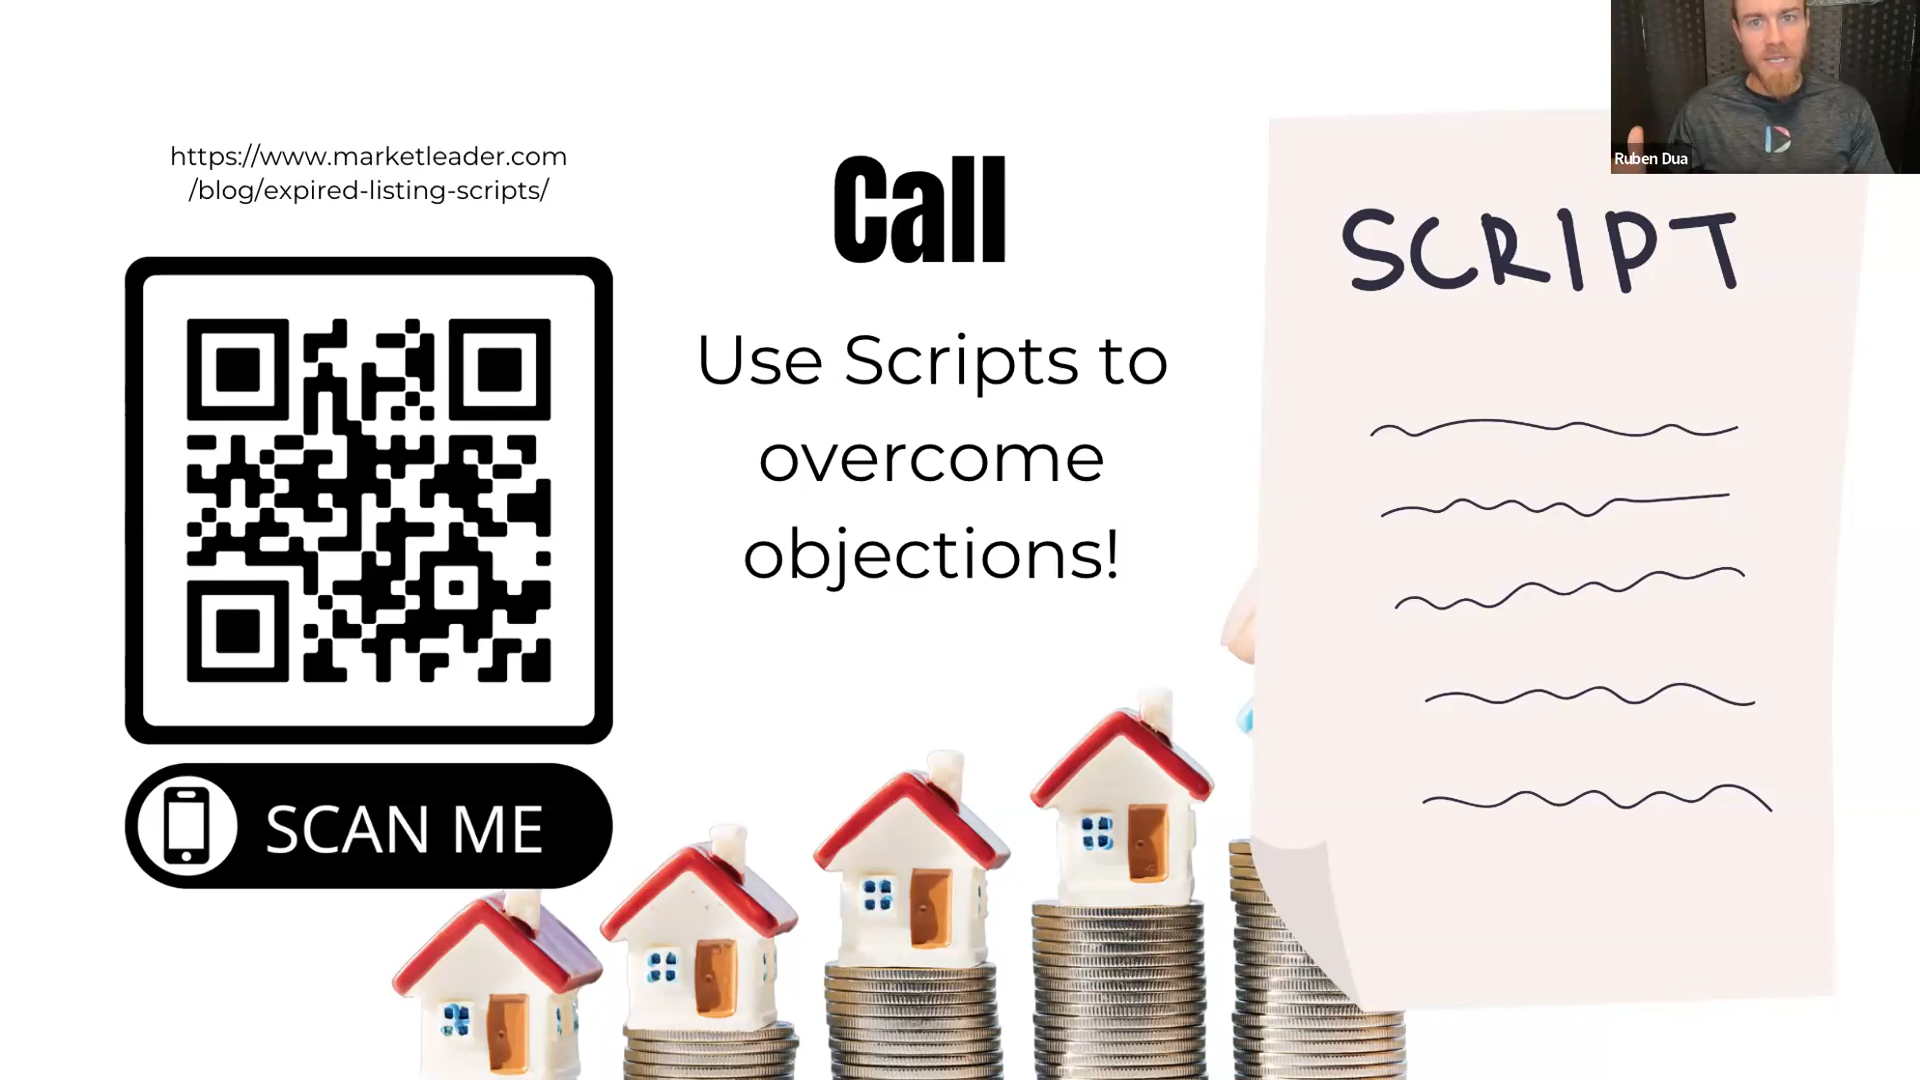 https://www.marketleader.com
/blog/expired-listing-scripts/
SCAN ME
Call
Use Scripts to
overcome
objections!
SCRIPT
Ruben Dua